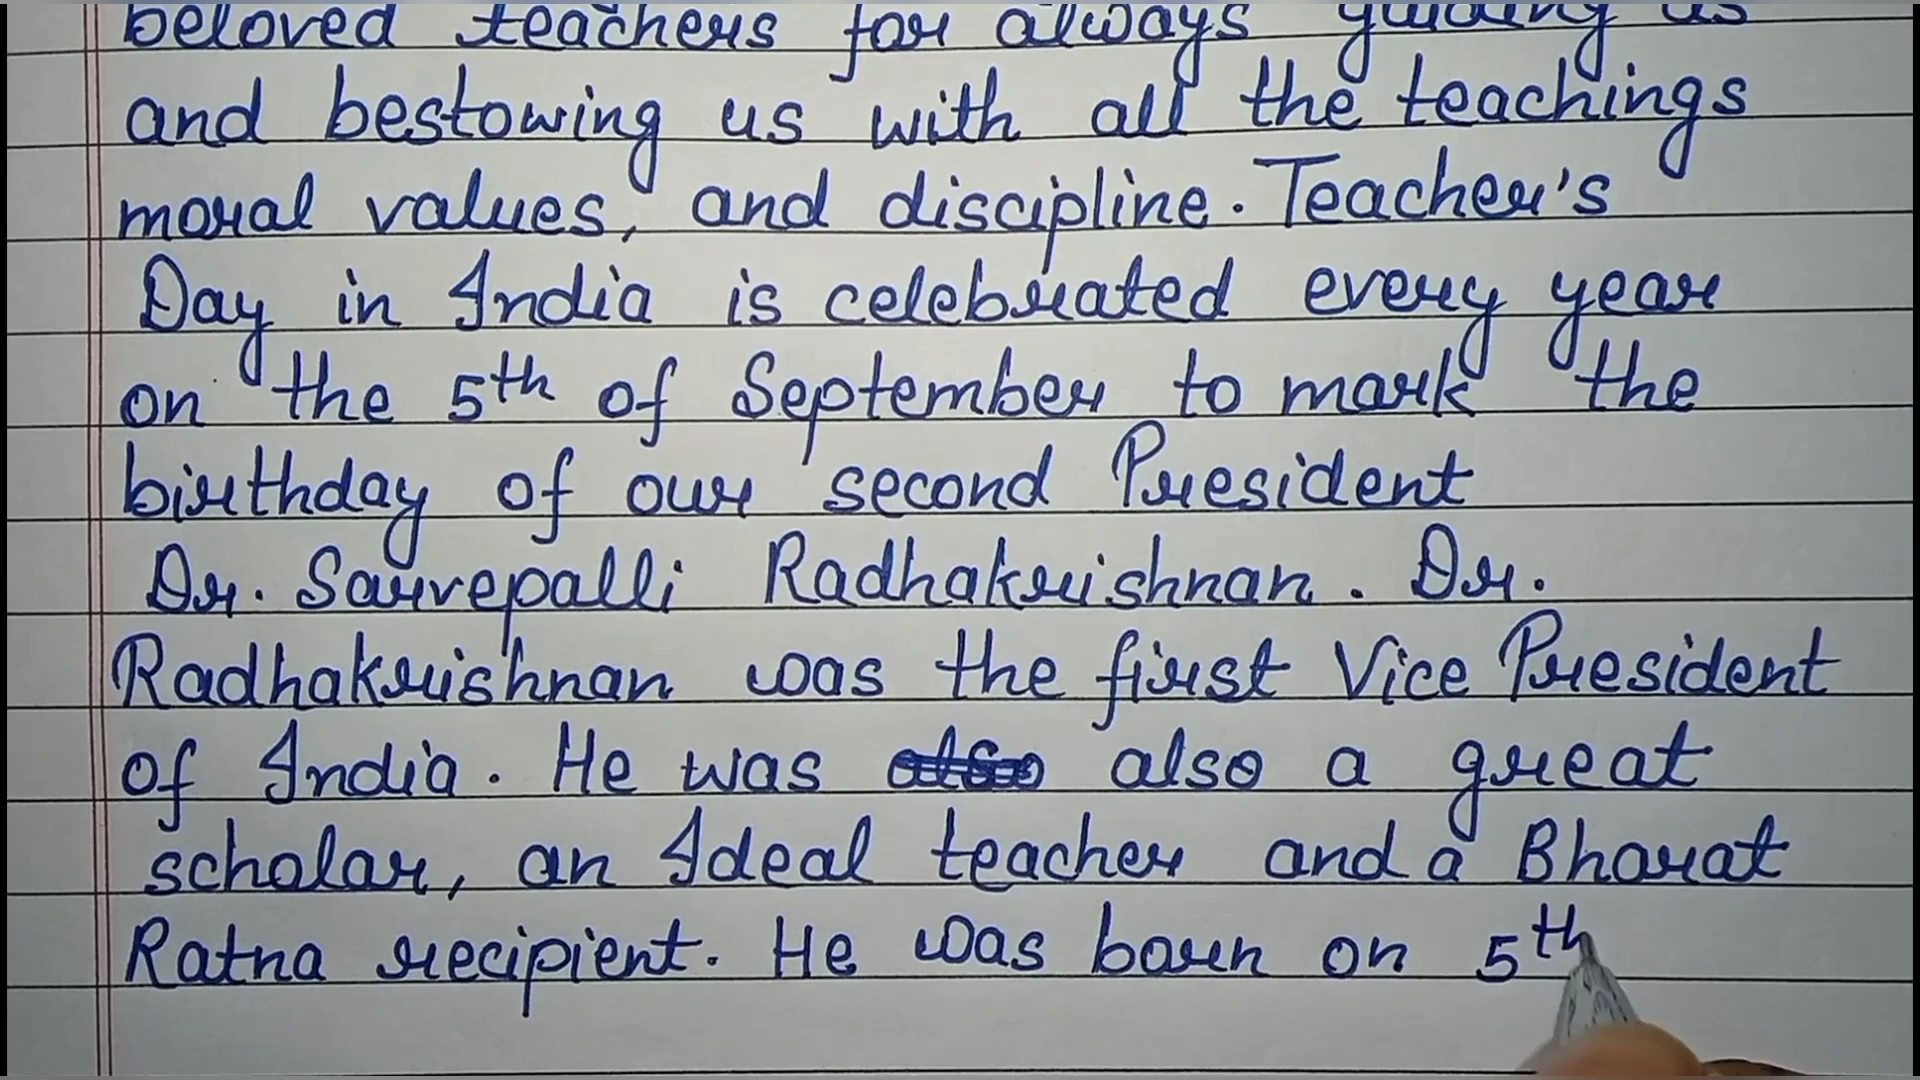 beloved teachers for always guiding us
and bestowing us with all the teachings
moral values, and discipline. Teacher's
Day in India is celebrated every year
on the 5th of September to mark the
birthday of our second President
Dr. Sarvepalli Radhakrishnan. Dr.
Radhakrishnan was the first Vice President
of India. He was also also a great
scholar, an Ideal teacher and a Bharat
Ratna recipient. He was born on 5th